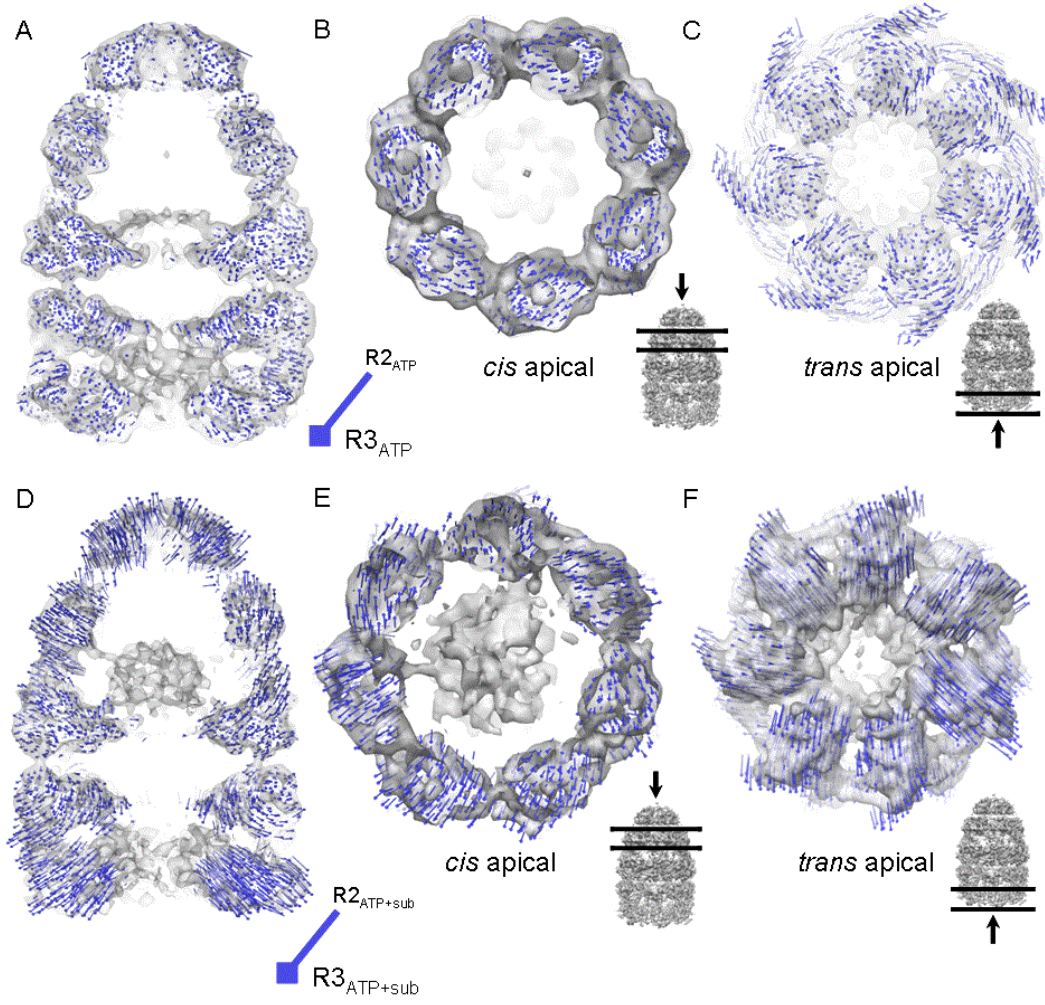 A
B
C
R2ATP
R3ATP
cis apical
trans apical
D
E
F
R2ATP+sub
R3ATP+sub
cis apical
trans apical